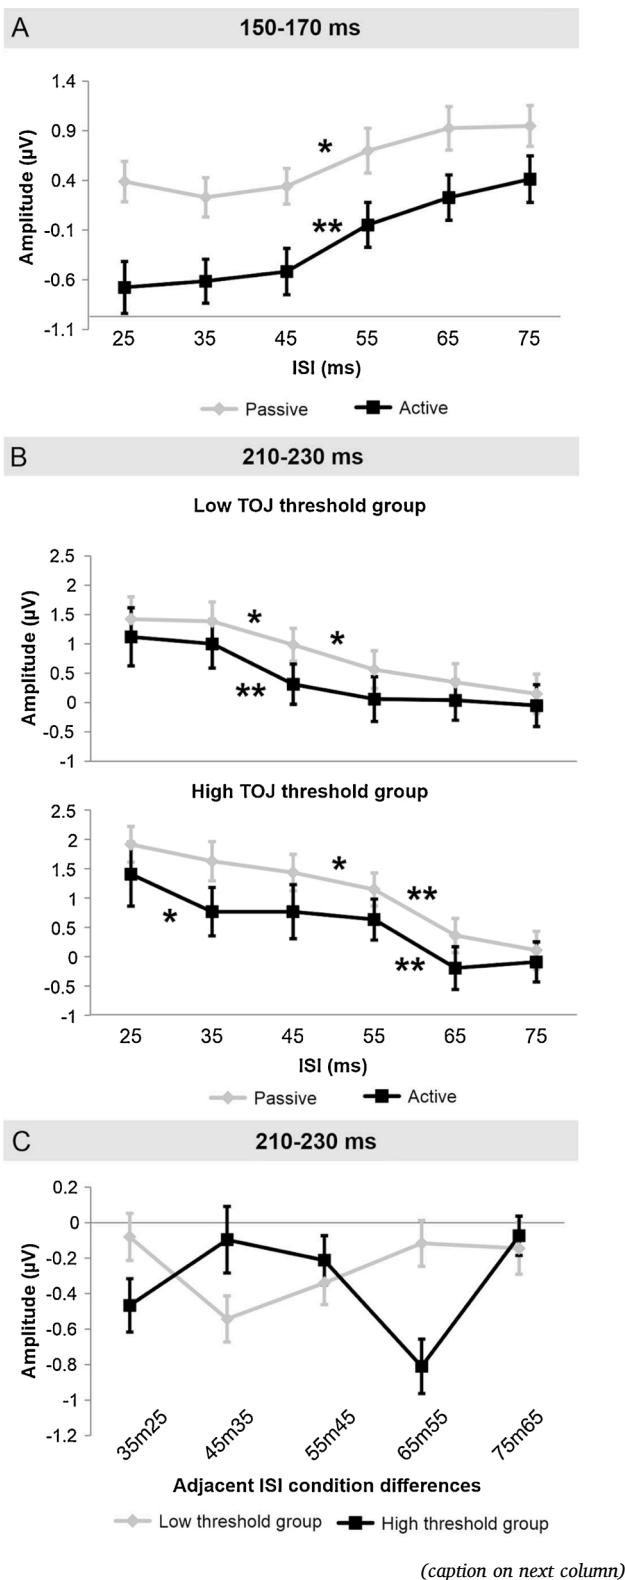 A 150-170 ms
1.4
0.9
0.4
-0.1
-0.6
-1.1
Amplitude (µV)
*
**
25 35 45 55 65 75
ISI (ms)
Passive Active
B 210-230 ms
Low TOJ threshold group
2.5
2
1.5
1
0.5
0
-0.5
-1
Amplitude (µV)
*
*
**
High TOJ threshold group
2.5
2
1.5
1
0.5
0
-0.5
-1
*
**
*
**
25 35 45 55 65 75
ISI (ms)
Passive Active
C 210-230 ms
0.2
0
-0.2
-0.4
-0.6
-0.8
-1
-1.2
Amplitude (µV)
35m25 45m35 55m45 65m55 75m65
Adjacent ISI condition differences
Low threshold group High threshold group
(caption on next column)